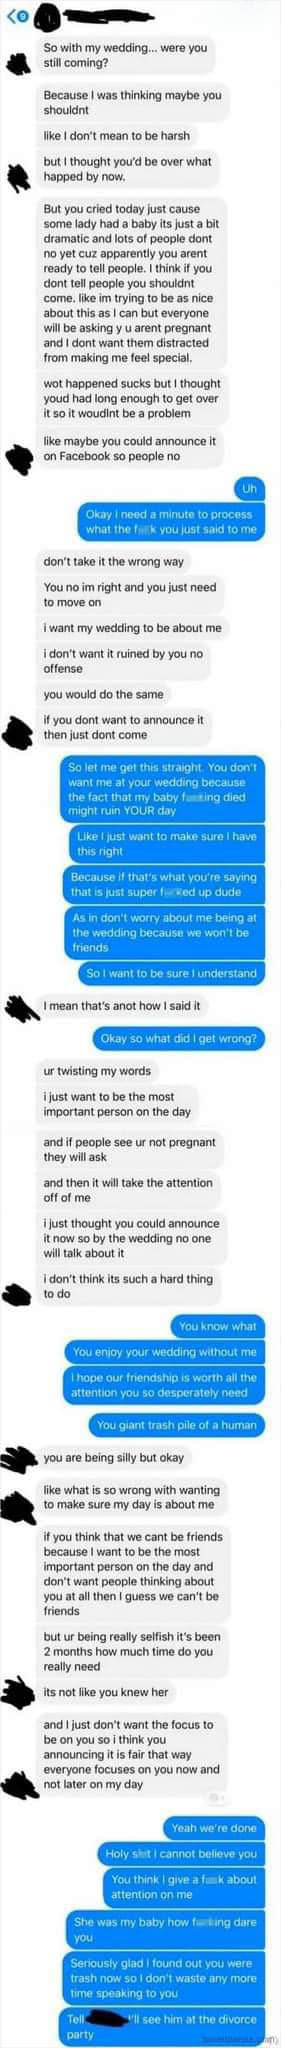 9
So with my wedding... were you
still coming?
Because I was thinking maybe you
shouldnt
like I don't mean to be harsh
but I thought you'd be over what
happed by now.
But you cried today just cause
some lady had a baby its just a bit
dramatic and lots of people dont
no yet cuz apparently you arent
ready to tell people. I think if you
dont tell people you shouldnt
come. like im trying to be as nice
about this as I can but everyone
will be asking y u arent pregnant
and I dont want them distracted
from making me feel special.
wot happened sucks but I thought
youd had long enough to get over
it so it woudlnt be a problem
like maybe you could announce it
on Facebook so people no
Uh
Okay I need a minute to process
what the f k you just said to me
don't take it the wrong way
You no im right and you just need
to move on
i want my wedding to be about me
i don't want it ruined by you no
offense
you would do the same
if you dont want to announce it
then just dont come
So let me get this straight. You don't
want me at your wedding because
the fact that my baby f ing died
might ruin YOUR day
Like I just want to make sure I have
this right
Because if that's what you're saying
that is just super f ed up dude
As in don't worry about me being at
the wedding because we won't be
friends
So I want to be sure I understand
I mean that's anot how I said it
Okay so what did I get wrong?
ur twisting my words
i just want to be the most
important person on the day
and if people see ur not pregnant
they will ask
and then it will take the attention
off of me
i just thought you could announce
it now so by the wedding no one
will talk about it
i don't think its such a hard thing
to do
You know what
You enjoy your wedding without me
I hope our friendship is worth all the
attention you so desperately need
You giant trash pile of a human
you are being silly but okay
like what is so wrong with wanting
to make sure my day is about me
if you think that we cant be friends
because I want to be the most
important person on the day and
don't want people thinking about
you at all then I guess we can't be
friends
but ur being really selfish it's been
2 months how much time do you
really need
its not like you knew her
and I just don't want the focus to
be on you so i think you
announcing it is fair that way
everyone focuses on you now and
not later on my day
Yeah we're done
Holy s t I cannot believe you
You think I give a f k about
attention on me
She was my baby how f ing dare
you
Seriously glad I found out you were
trash now so I don't waste any more
time speaking to you
Tell I'll see him at the divorce
party